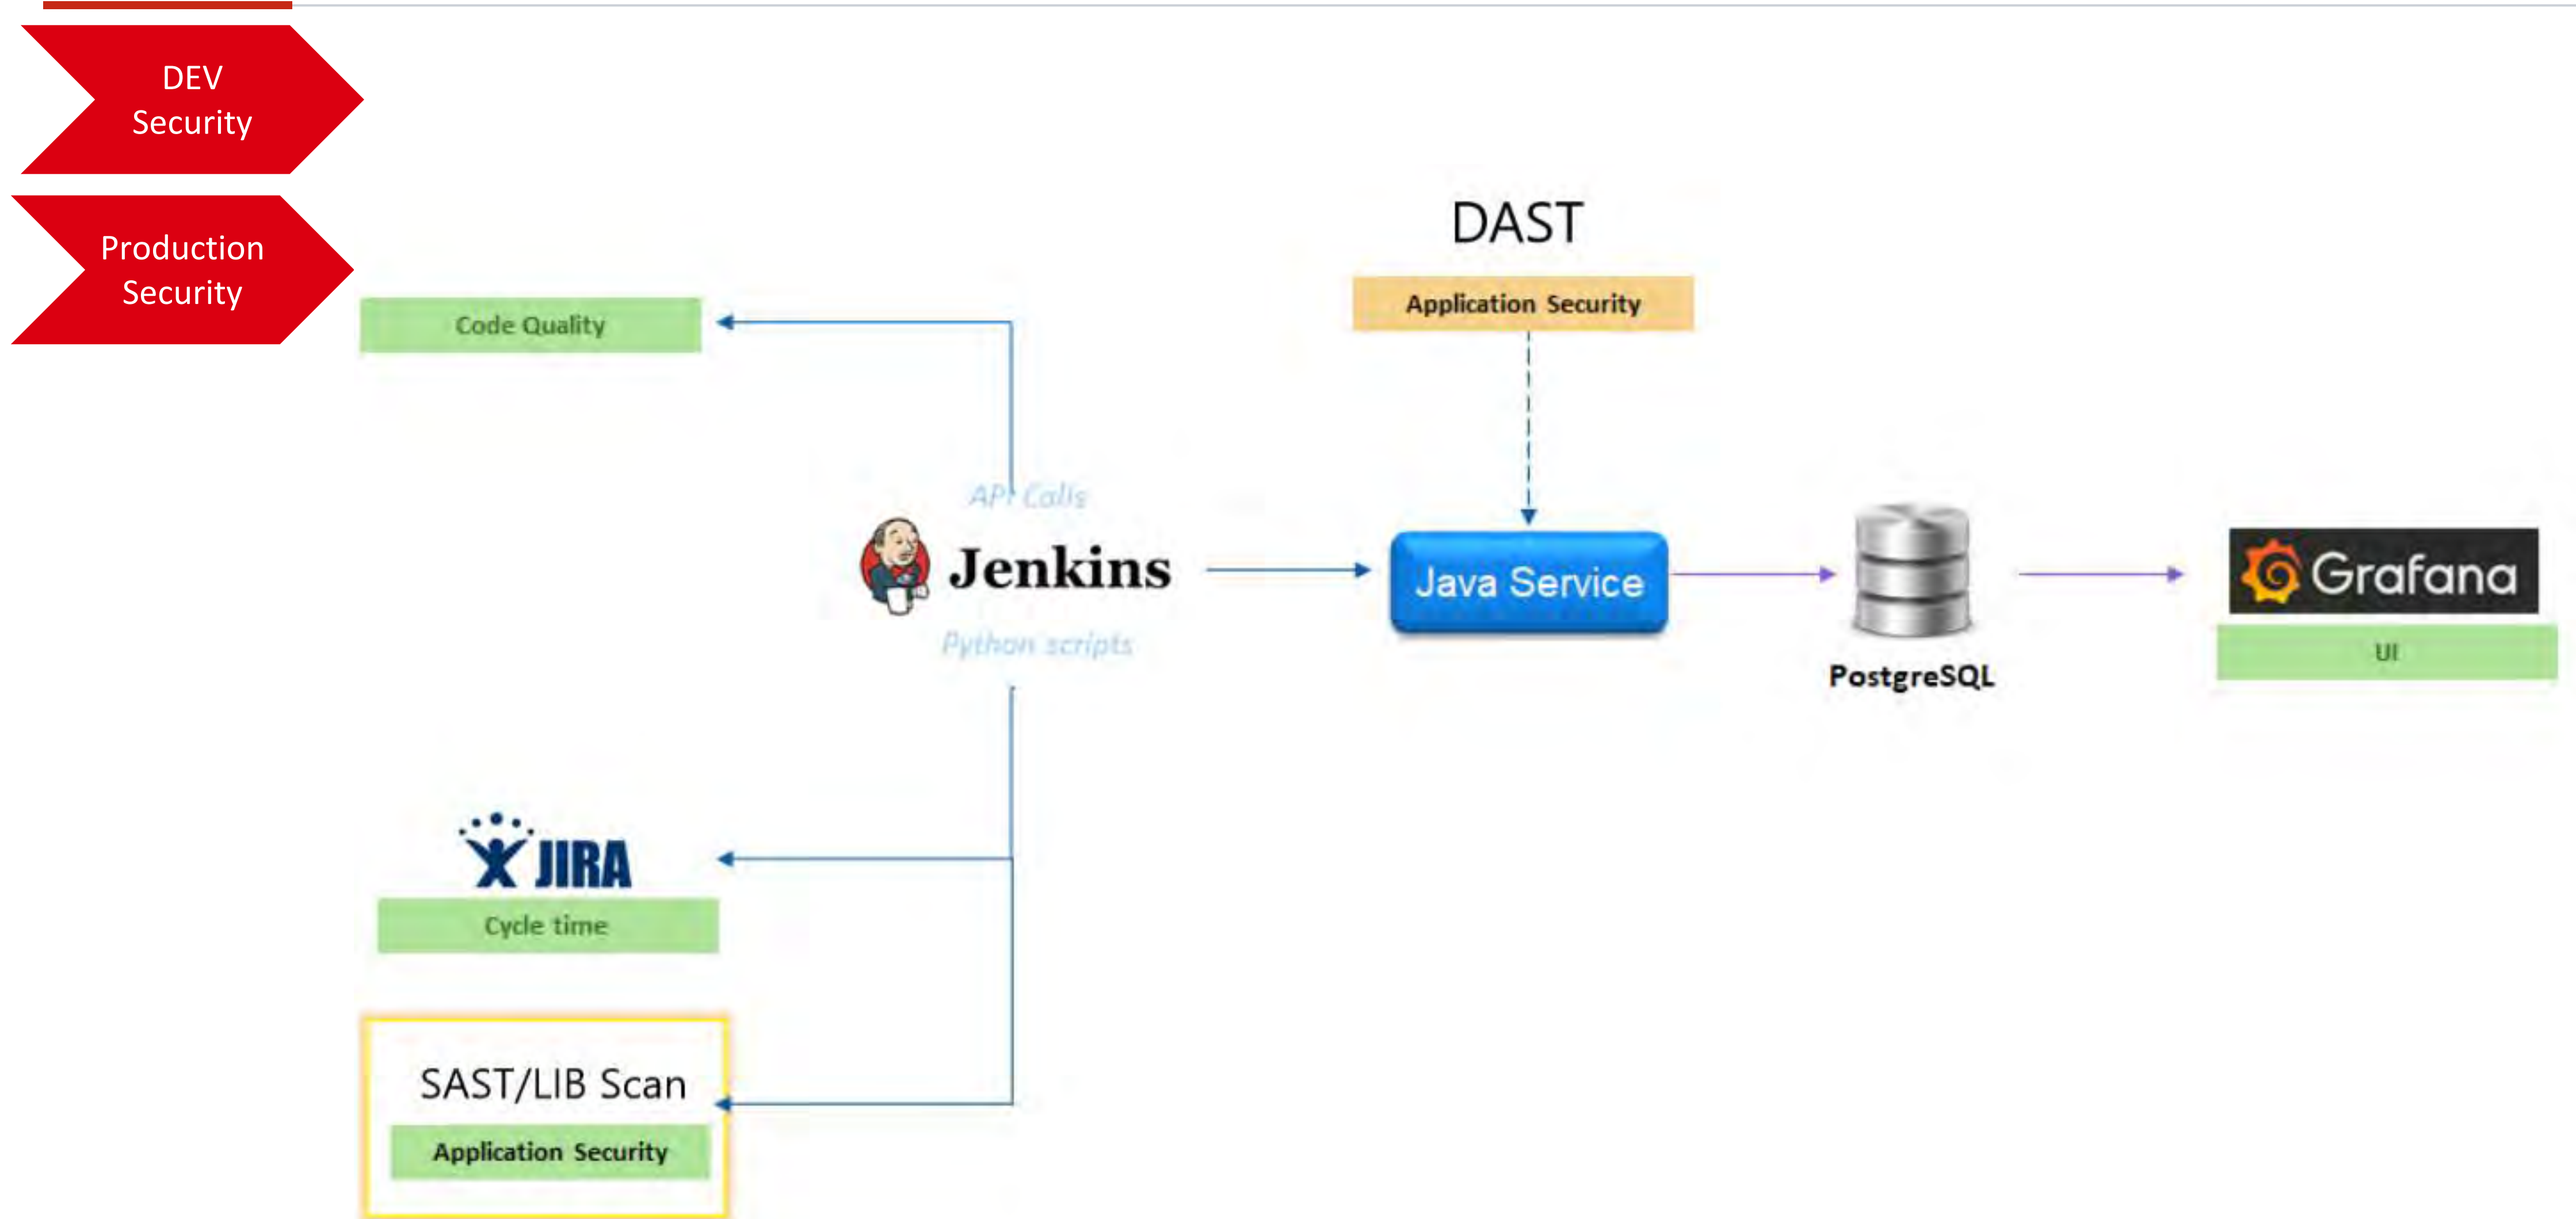 DEV
Security
Production
Security
DAST
Application Security
Code Quality
API Calls
Jenkins
Python scripts
Java Service
PostgreSQL
Grafana
UI
JIRA
Cycle time
SAST/LIB Scan
Application Security